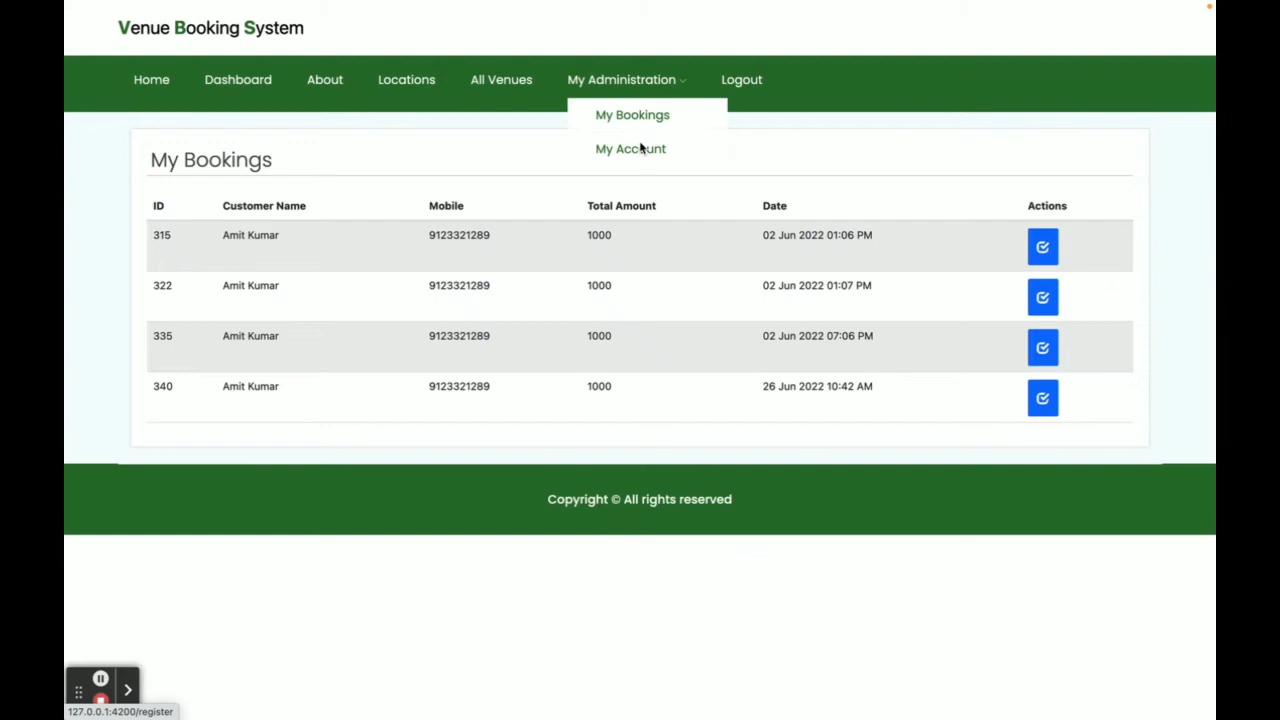 Venue Booking System
Home Dashboard About Locations All Venues My Administration Logout
My Bookings
My Account
My Bookings
ID Customer Name Mobile Total Amount Date Actions
315 Amit Kumar 9123321289 1000 02 Jun 2022 01:06 PM
322 Amit Kumar 9123321289 1000 02 Jun 2022 01:07 PM
335 Amit Kumar 9123321289 1000 02 Jun 2022 07:06 PM
340 Amit Kumar 9123321289 1000 26 Jun 2022 10:42 AM
Copyright © All rights reserved
127.0.0.1:4200/register